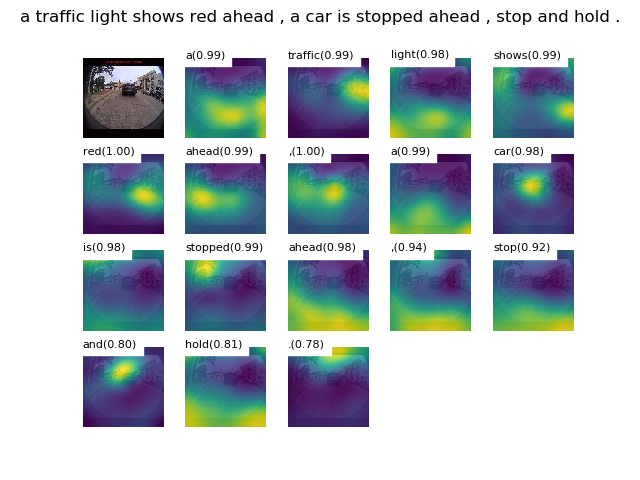 a traffic light shows red ahead , a car is stopped ahead , stop and hold .
a(0.99) traffic(0.99) light(0.98) shows(0.99)
red(1.00) ahead(0.99) ,(1.00) a(0.99) car(0.98)
is(0.98) stopped(0.99) ahead(0.98) ,(0.94) stop(0.92)
and(0.80) hold(0.81) .(0.78)